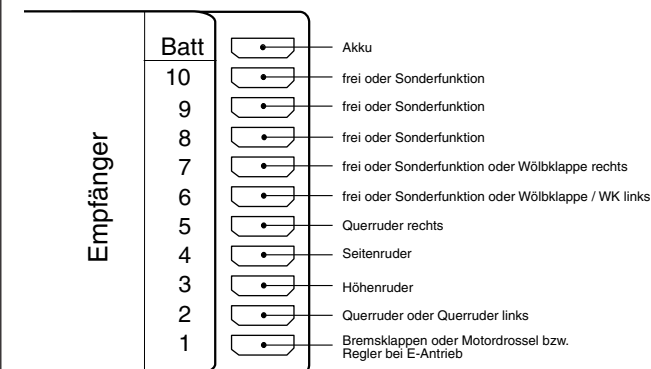 Empfänger
Batt Akku
10 frei oder Sonderfunktion
9 frei oder Sonderfunktion
8 frei oder Sonderfunktion
7 frei oder Sonderfunktion oder Wölbklappe rechts
6 frei oder Sonderfunktion oder Wölbklappe / WK links
5 Querruder rechts
4 Seitenruder
3 Höhenruder
2 Querruder oder Querruder links
1 Bremsklappen oder Motordrossel bzw.
Regler bei E-Antrieb